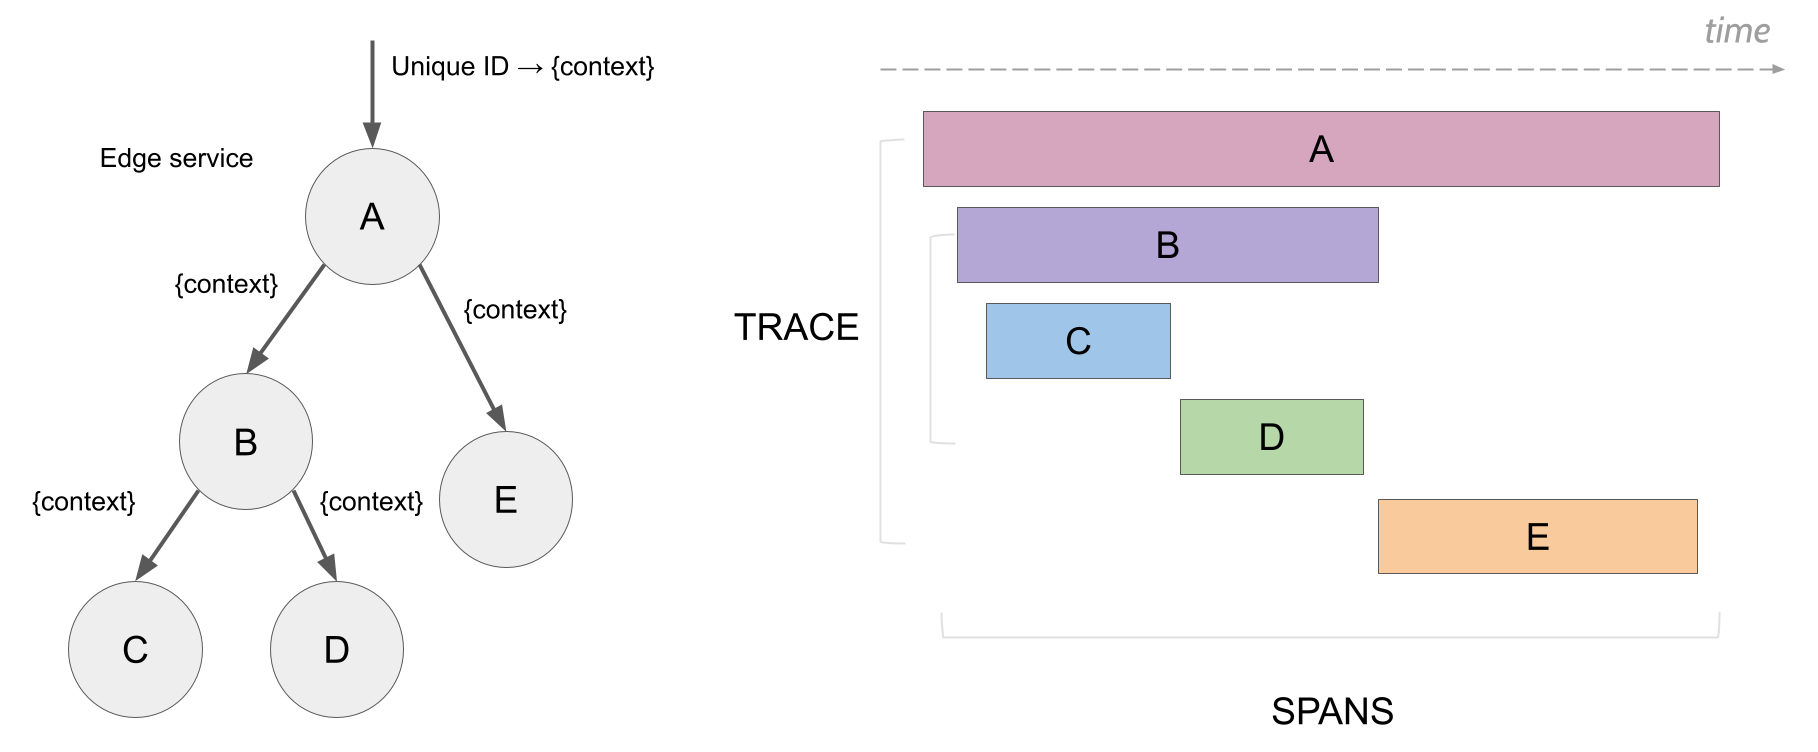 Unique ID → {context}
Edge service
A
{context}
{context}
B
E
{context}
{context}
C
D
time
A
B
TRACE
C
D
E
SPANS